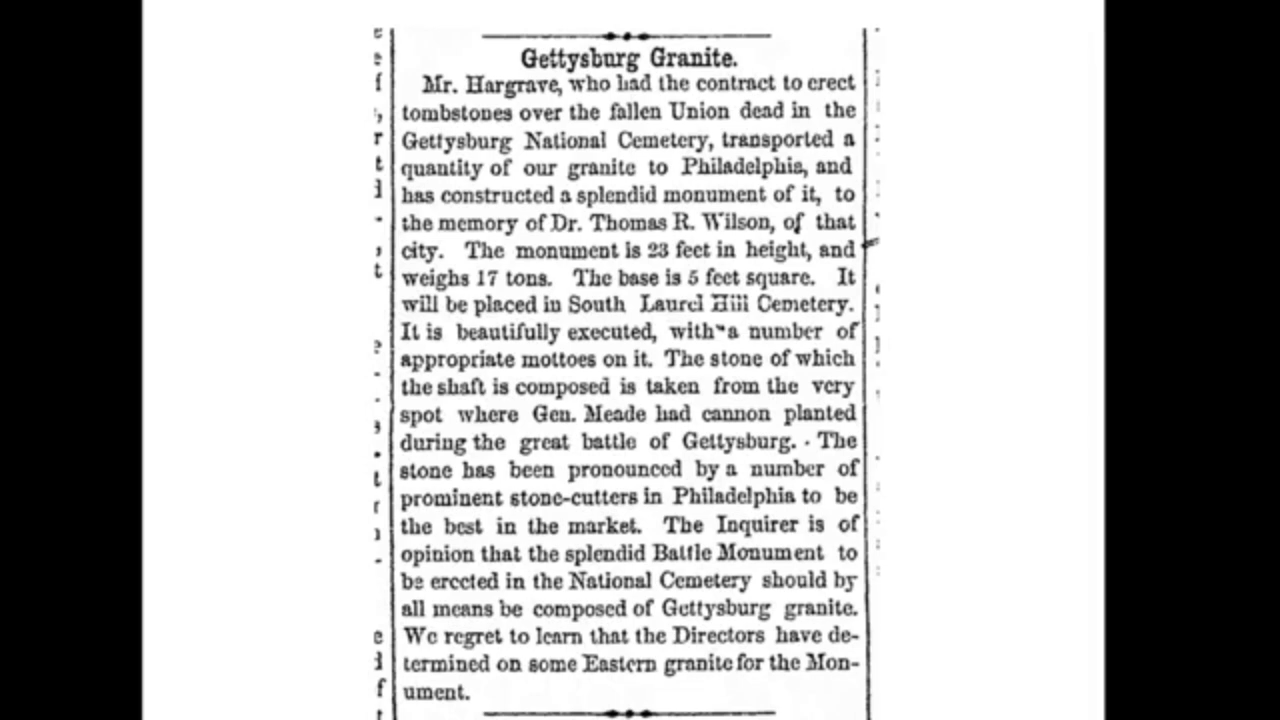 Gettysburg Granite.
Mr. Hargrave, who had the contract to erect
tombstones over the fallen Union dead in the
Gettysburg National Cemetery, transported a
quantity of our granite to Philadelphia, and
has constructed a splendid monument of it, to
the memory of Dr. Thomas R. Wilson, of that
city. The monument is 23 feet in height, and
weighs 17 tons. The base is 5 feet square. It
will be placed in South Laurel Hill Cemetery.
It is beautifully executed, with a number of
appropriate mottoes on it. The stone of which
the shaft is composed is taken from the very
spot where Gen. Meade had cannon planted
during the great battle of Gettysburg. The
stone has been pronounced by a number of
prominent stone-cutters in Philadelphia to be
the best in the market. The Inquirer is of
opinion that the splendid Battle Monument to
be erected in the National Cemetery should by
all means be composed of Gettysburg granite.
We regret to learn that the Directors have de-
termined on some Eastern granite for the Mon-
ument.